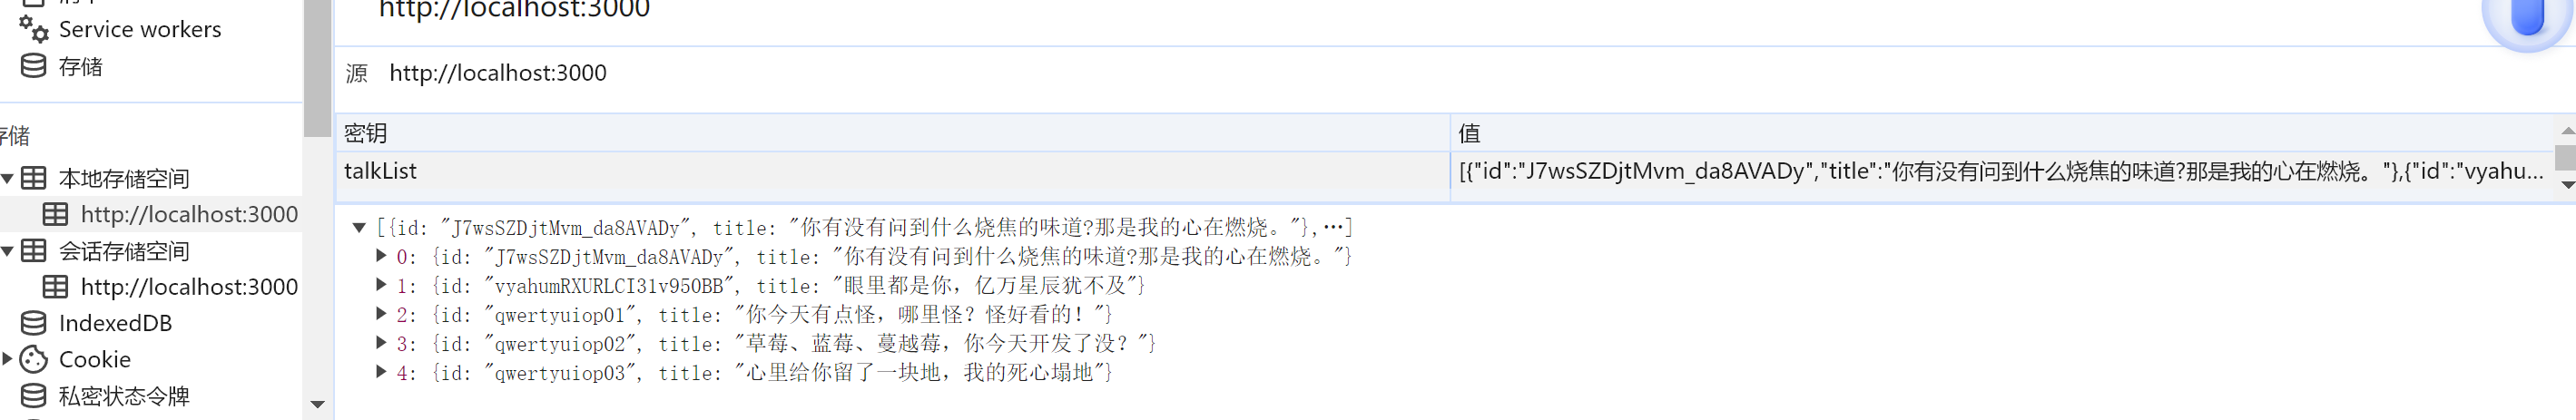 http://localhost:3000
Service workers
存储
源 http://localhost:3000
存储
密钥 值
talkList [{"id":"J7wsSZDjtMvm_da8AVADy","title":"你有没有问到什么烧焦的味道?那是我的心在燃烧。"},{"id":"vyahu...
本地存储空间
http://localhost:3000
会话存储空间
http://localhost:3000
IndexedDB
Cookie
私密状态令牌
[{id: "J7wsSZDjtMvm_da8AVADy", title: "你有没有问到什么烧焦的味道?那是我的心在燃烧。"},…]
0: {id: "J7wsSZDjtMvm_da8AVADy", title: "你有没有问到什么烧焦的味道?那是我的心在燃烧。"}
1: {id: "vyahumRXURLCI31v950BB", title: "眼里都是你，亿万星辰犹不及"}
2: {id: "qwertyuiop01", title: "你今天有点怪，哪里怪？怪好看的！"}
3: {id: "qwertyuiop02", title: "草莓、蓝莓、蔓越莓，你今天开发了没？"}
4: {id: "qwertyuiop03", title: "心里给你留了一块地，我的死心塌地"}